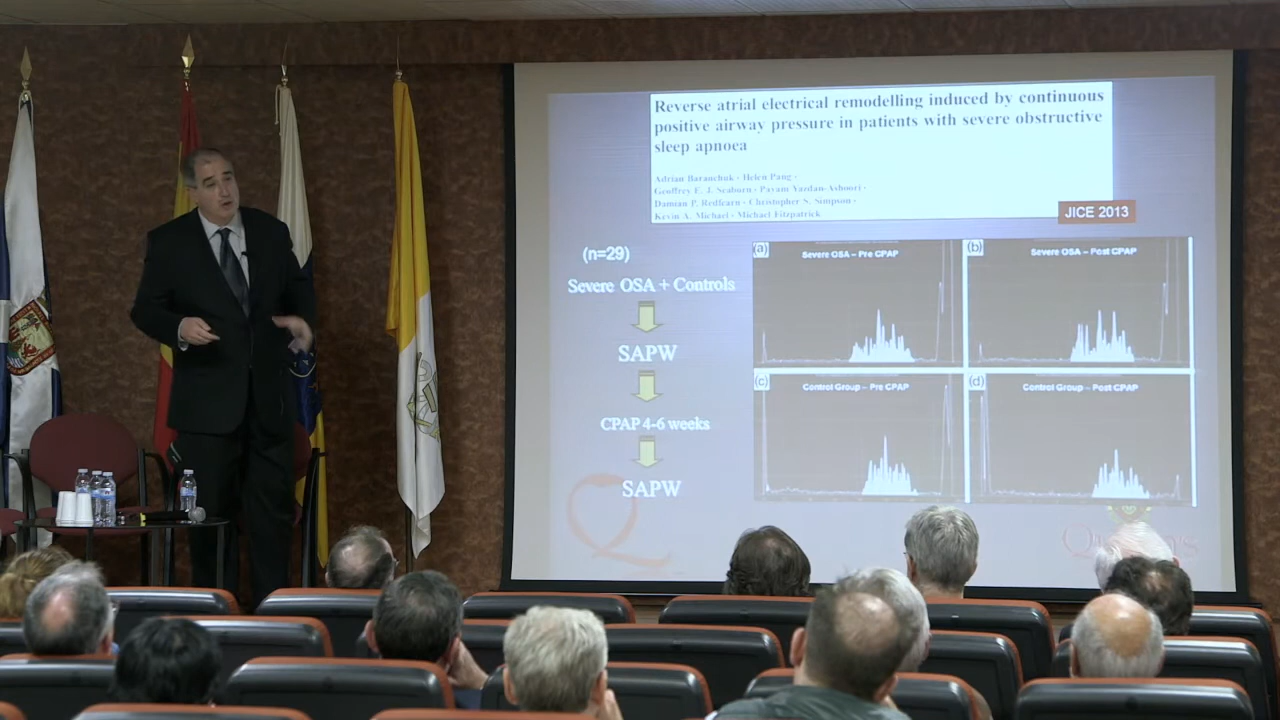 Reverse atrial electrical remodelling induced by continuous
positive airway pressure in patients with severe obstructive
sleep apnoea
Adrian Baranchuk · Helen Pang ·
Geoffrey E. J. Seaborn · Payam Yazdan-Ashoori ·
Damian P. Redfearn · Christopher S. Simpson ·
Kevin A. Michael · Michael Fitzpatrick
JICE 2013
(n=29)
Severe OSA + Controls
SAPW
CPAP 4-6 weeks
SAPW
(a)
Severe OSA – Pre CPAP
(b)
Severe OSA – Post CPAP
(c)
Control Group – Pre CPAP
(d)
Control Group – Post CPAP